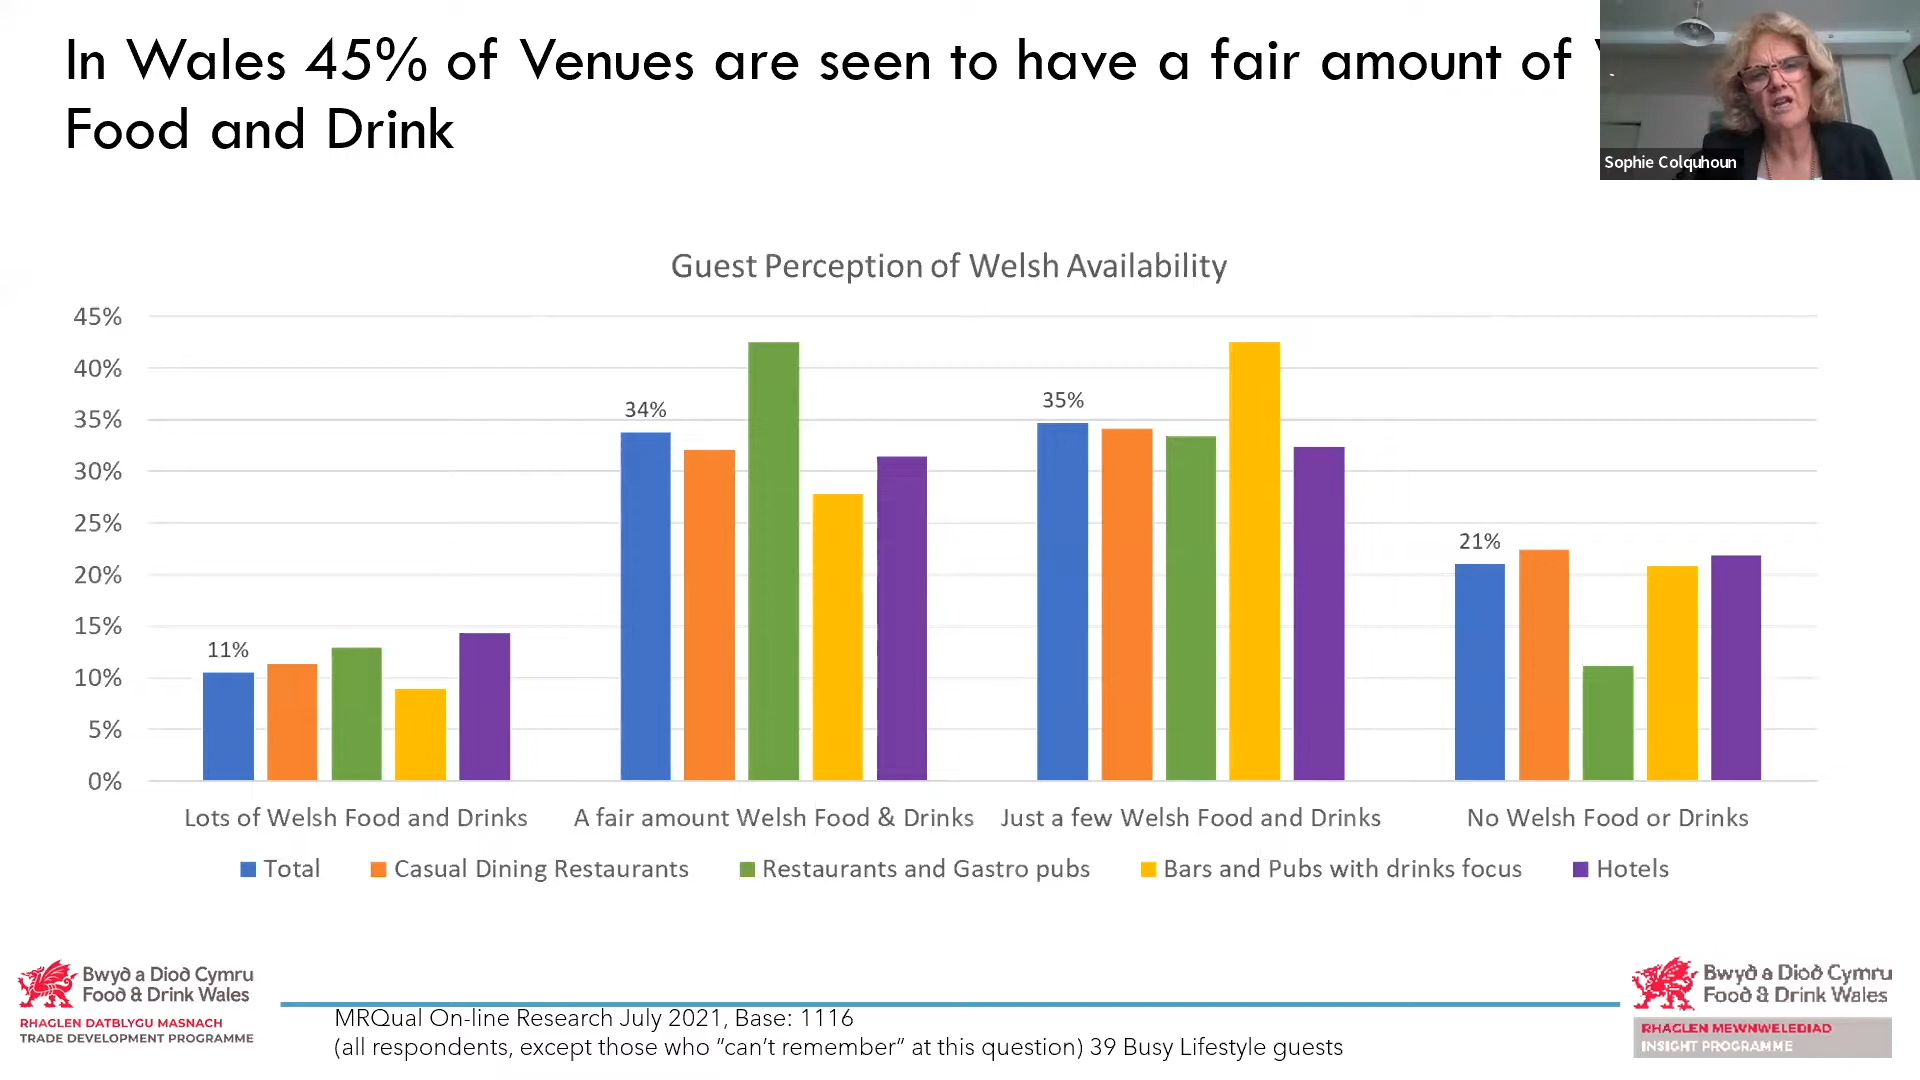 In Wales 45% of Venues are seen to have a fair amount of
Food and Drink
Sophie Colquhoun
Guest Perception of Welsh Availability
45%
40%
35%
30%
25%
20%
15%
10%
5%
0%
11%
34%
35%
21%
Lots of Welsh Food and Drinks
A fair amount Welsh Food & Drinks
Just a few Welsh Food and Drinks
No Welsh Food or Drinks
Total
Casual Dining Restaurants
Restaurants and Gastro pubs
Bars and Pubs with drinks focus
Hotels
Bwyd a Diod Cymru
Food & Drink Wales
RHAGLEN DATBLYGU MASNACH
TRADE DEVELOPMENT PROGRAMME
MRQual On-line Research July 2021, Base: 1116
(all respondents, except those who “can’t remember“ at this question) 39 Busy Lifestyle guests
Bwyd a Diod Cymru
Food & Drink Wales
RHAGLEN MEWNWELEDIAD
INSIGHT PROGRAMME